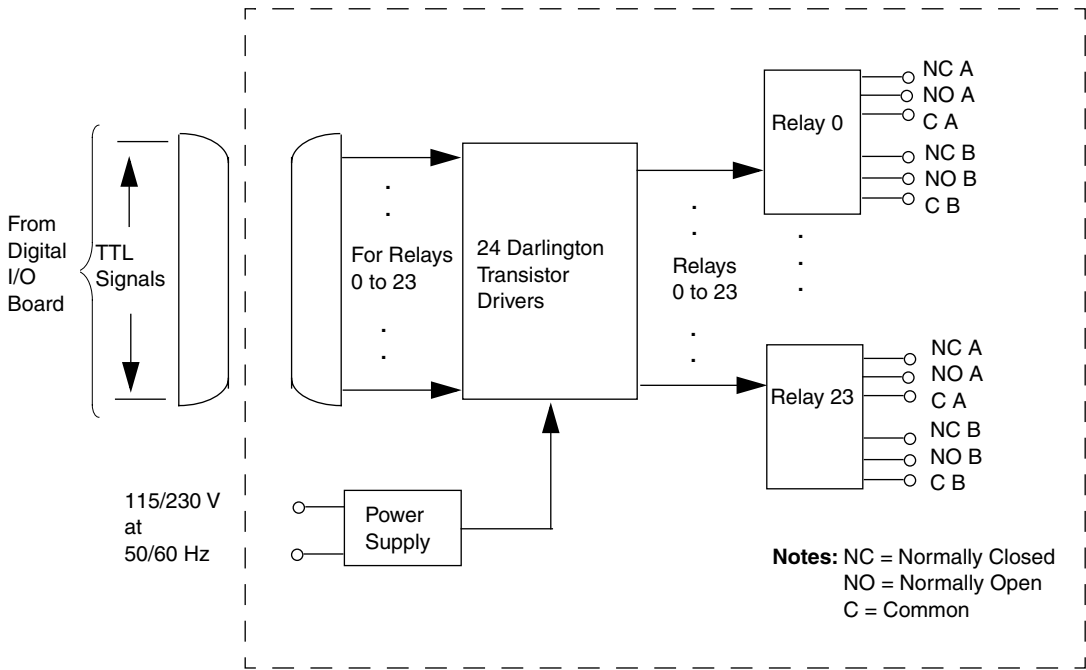 From
Digital
I/O
Board
TTL
Signals
For Relays
0 to 23
24 Darlington
Transistor
Drivers
Relays
0 to 23
Relay 0
NC A
NO A
C A
NC B
NO B
C B
Relay 23
NC A
NO A
C A
NC B
NO B
C B
115/230 V
at
50/60 Hz
Power
Supply
Notes: NC = Normally Closed
NO = Normally Open
C = Common